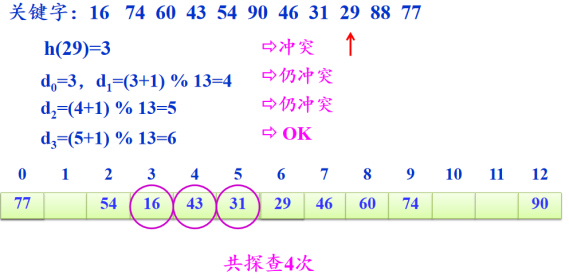 关键字：16 74 60 43 54 90 46 31 29 88 77
h(29)=3 ⇨冲突
d₀=3，d₁=(3+1) % 13=4 ⇨仍冲突
d₂=(4+1) % 13=5 ⇨仍冲突
d₃=(5+1) % 13=6 ⇨ OK
0 1 2 3 4 5 6 7 8 9 10 11 12
77 54 16 43 31 29 46 60 74 90
共探查4次